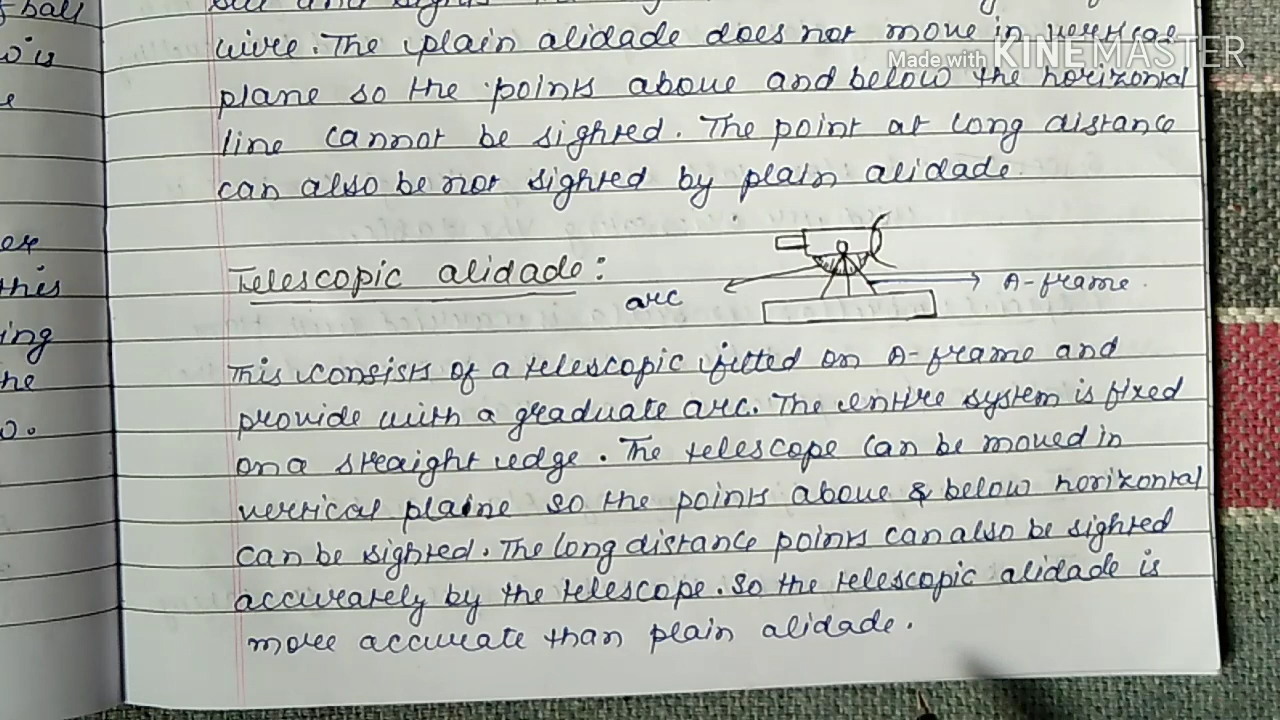 ball
wire. The plain alidade does not move in vertical
Made with KINEMASTER
plane so the points above and below the horizontal
line cannot be sighted. The point at long distance
can also be not sighted by plain alidade.
this
Telescopic alidade:
arc
A-frame.
ing
he
This consists of a telescopic fitted on A-frame and
provide with a graduate arc. The entire system is fixed
on a straight edge. The telescope can be moved in
vertical plaine so the points above & below horizontal
can be sighted. The long distance points can also be sighted
accurately by the telescope. So the telescopic alidade is
more accurate than plain alidade.